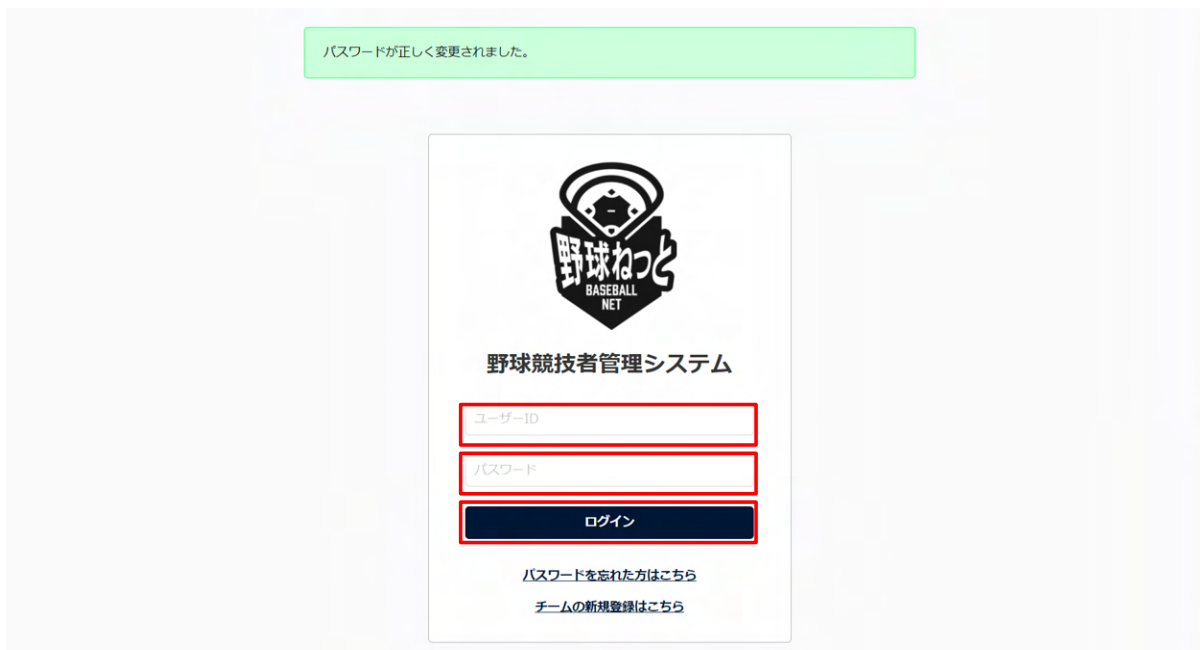 パスワードが正しく変更されました。
野球ねっと
BASEBALL
NET
野球競技者管理システム
ユーザーID
パスワード
ログイン
パスワードを忘れた方はこちら
チームの新規登録はこちら